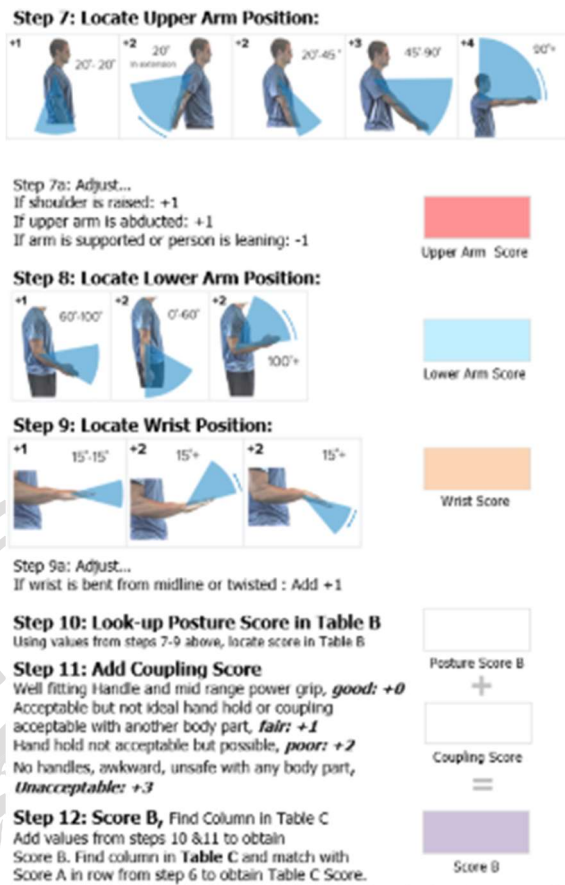 Step 7: Locate Upper Arm Position:
+1
20°- 20°
+2
20°
in extension
+2
20°-45°
+3
45°-90°
+4
90°+
Step 7a: Adjust...
If shoulder is raised: +1
If upper arm is abducted: +1
If arm is supported or person is leaning: -1
Upper Arm Score
Step 8: Locate Lower Arm Position:
+1
60°-100°
+2
0°-60°
+2
100°+
Lower Arm Score
Step 9: Locate Wrist Position:
+1
15°-15°
+2
15°+
+2
15°+
Wrist Score
Step 9a: Adjust...
If wrist is bent from midline or twisted : Add +1
Step 10: Look-up Posture Score in Table B
Using values from steps 7-9 above, locate score in Table B
Posture Score B
+
Step 11: Add Coupling Score
Well fitting Handle and mid range power grip, good: +0
Acceptable but not ideal hand hold or coupling
acceptable with another body part, fair: +1
Hand hold not acceptable but possible, poor: +2
No handles, awkward, unsafe with any body part,
Unacceptable: +3
Coupling Score
=
Step 12: Score B, Find Column in Table C
Add values from steps 10 &11 to obtain
Score B. Find column in Table C and match with
Score A in row from step 6 to obtain Table C Score.
Score B